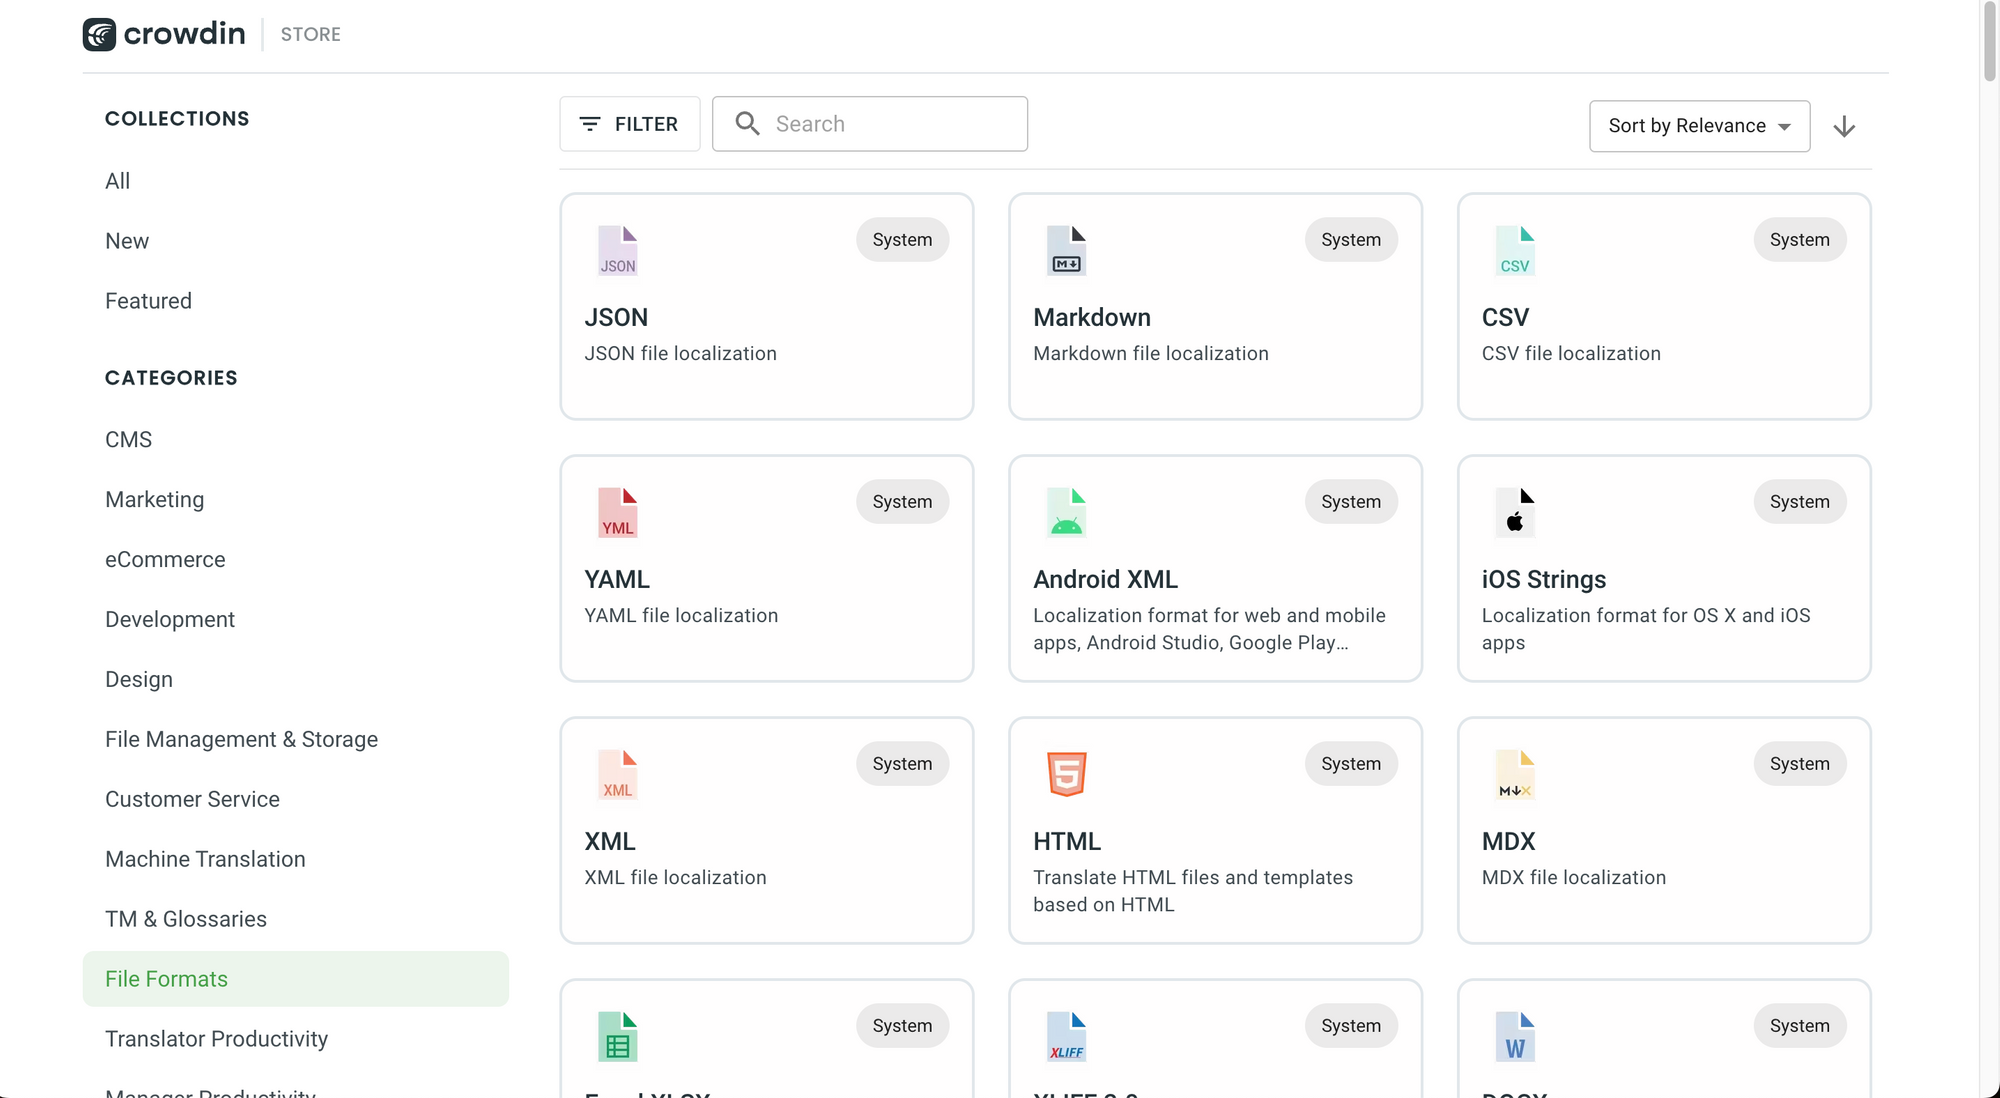 crowdin
STORE
COLLECTIONS
All
New
Featured
CATEGORIES
CMS
Marketing
eCommerce
Development
Design
File Management & Storage
Customer Service
Machine Translation
TM & Glossaries
File Formats
Translator Productivity
Manager Productivity
FILTER
Search
Sort by Relevance
JSON
System
JSON
JSON file localization
M
System
Markdown
Markdown file localization
CSV
System
CSV
CSV file localization
YML
System
YAML
YAML file localization
System
Android XML
Localization format for web and mobile
apps, Android Studio, Google Play...
System
iOS Strings
Localization format for OS X and iOS
apps
XML
System
XML
XML file localization
5
System
HTML
Translate HTML files and templates
based on HTML
M↓X
System
MDX
MDX file localization
System
XLIFF
System
W
System
DOCX